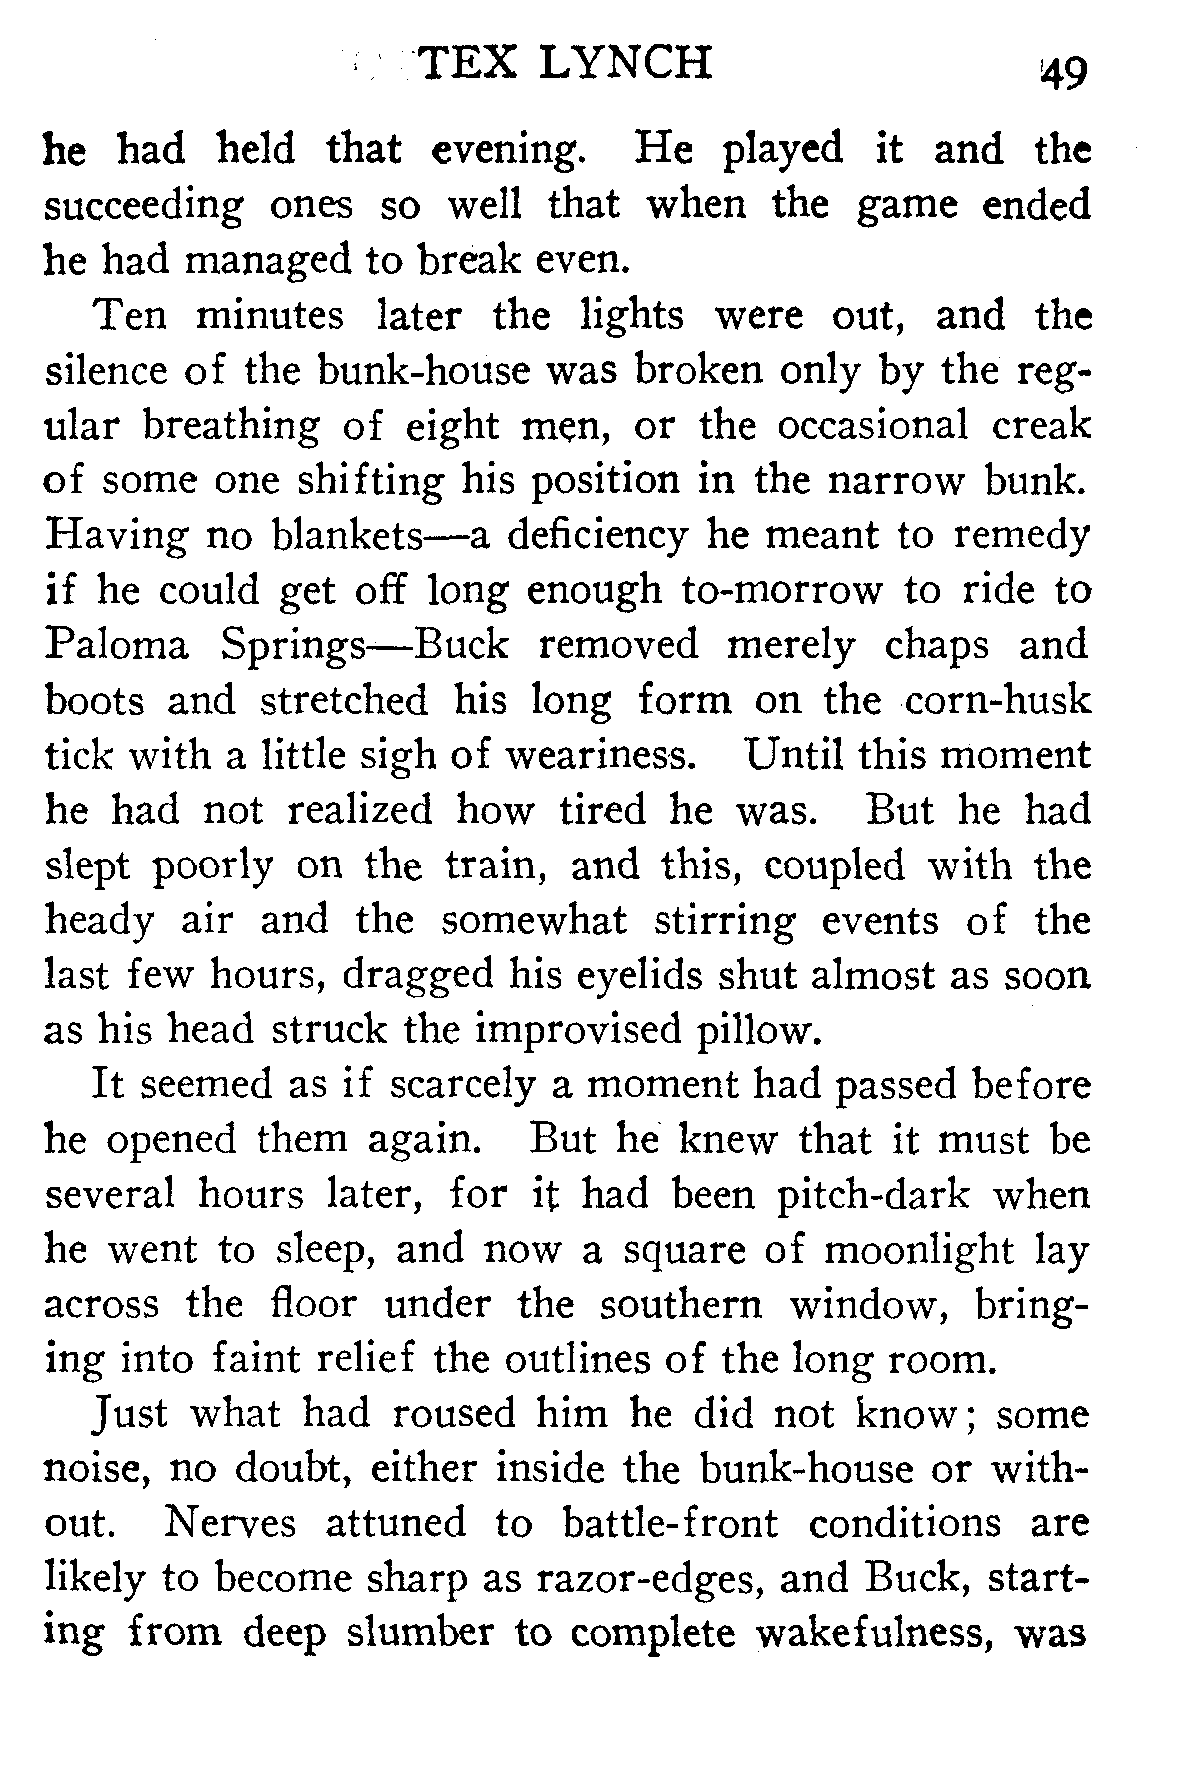 TEX LYNCH 49
he had held that evening. He played it and the
succeeding ones so well that when the game ended
he had managed to break even.
Ten minutes later the lights were out, and the
silence of the bunk-house was broken only by the reg-
ular breathing of eight men, or the occasional creak
of some one shifting his position in the narrow bunk.
Having no blankets—a deficiency he meant to remedy
if he could get off long enough to-morrow to ride to
Paloma Springs—Buck removed merely chaps and
boots and stretched his long form on the corn-husk
tick with a little sigh of weariness. Until this moment
he had not realized how tired he was. But he had
slept poorly on the train, and this, coupled with the
heady air and the somewhat stirring events of the
last few hours, dragged his eyelids shut almost as soon
as his head struck the improvised pillow.
It seemed as if scarcely a moment had passed before
he opened them again. But he knew that it must be
several hours later, for it had been pitch-dark when
he went to sleep, and now a square of moonlight lay
across the floor under the southern window, bring-
ing into faint relief the outlines of the long room.
Just what had roused him he did not know; some
noise, no doubt, either inside the bunk-house or with-
out. Nerves attuned to battle-front conditions are
likely to become sharp as razor-edges, and Buck, start-
ing from deep slumber to complete wakefulness, was